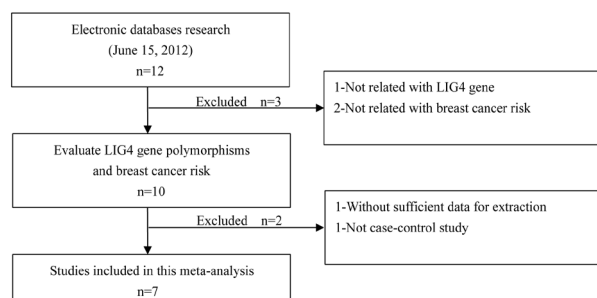 Electronic databases research
(June 15, 2012)
n=12
Excluded n=3
1-Not related with LIG4 gene
2-Not related with breast cancer risk
Evaluate LIG4 gene polymorphisms
and breast cancer risk
n=10
Excluded n=2
1-Without sufficient data for extraction
1-Not case-control study
Studies included in this meta-analysis
n=7